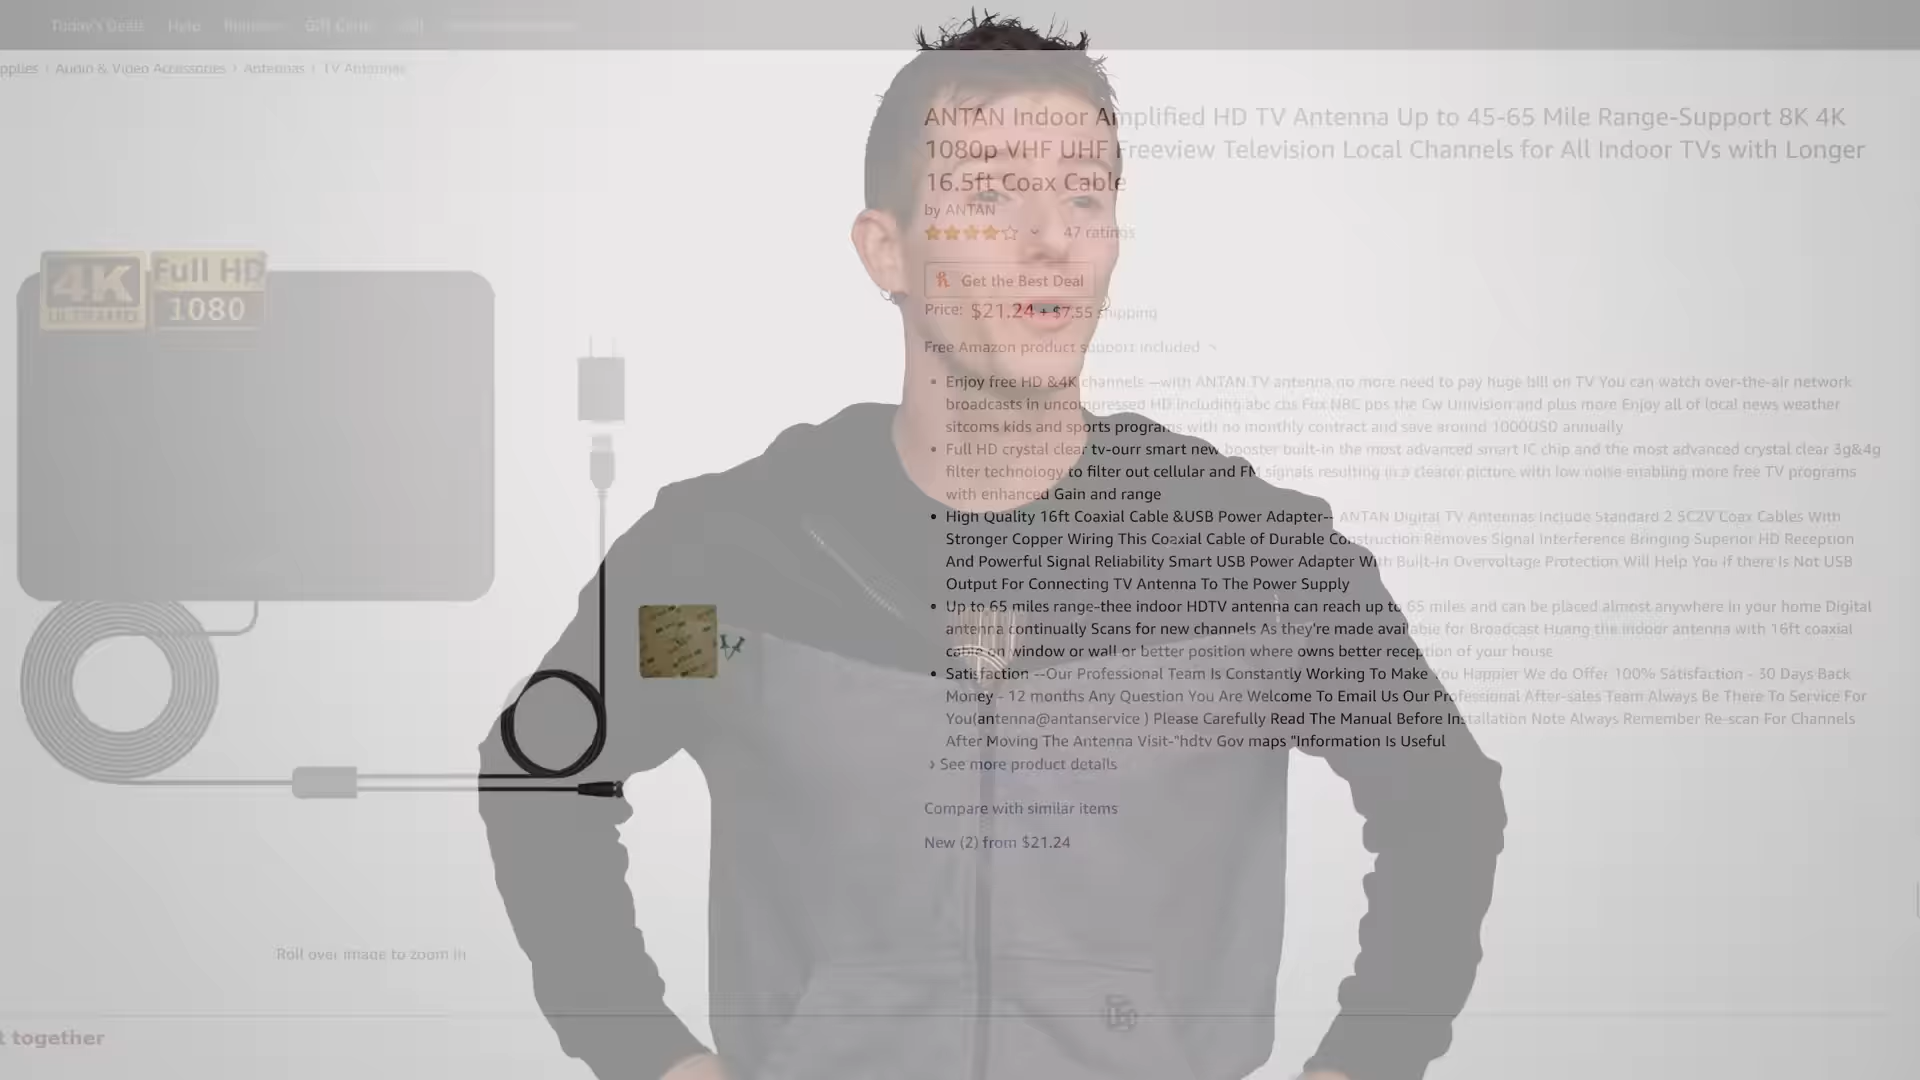 Today's Deals Help Gift Cards
pplies › Audio & Video Accessories › Antennas › TV Antennas
ANTAN Indoor Amplified HD TV Antenna Up to 45-65 Mile Range-Support 8K 4K
1080p VHF UHF Freeview Television Local Channels for All Indoor TVs with Longer
16.5ft Coax Cable
by ANTAN
47 ratings
4K
ULTRA HD
Full HD
1080
Get the Best Deal
Price: $21.24 + $7.55 shipping
Free Amazon product support included
• Enjoy free HD &4K channels —with ANTAN TV antenna,no more need to pay huge bill on TV You can watch over-the-air network
broadcasts in uncompressed HD including abc cbs Fox NBC pbs the Cw Univision and plus more Enjoy all of local news weather
sitcoms kids and sports programs with no monthly contract and save around 1000USD annually
• Full HD crystal clear tv-ourr smart new booster built-in the most advanced smart IC chip and the most advanced crystal clear 3g&4g
filter technology to filter out cellular and FM signals resulting in a clearer picture with low noise enabling more free TV programs
with enhanced Gain and range
• High Quality 16ft Coaxial Cable &USB Power Adapter-- ANTAN Digital TV Antennas Include Standard 2 5C2V Coax Cables With
Stronger Copper Wiring This Coaxial Cable of Durable Construction Removes Signal Interference Bringing Superior HD Reception
And Powerful Signal Reliability Smart USB Power Adapter With Built-in Overvoltage Protection Will Help You if there Is Not USB
Output For Connecting TV Antenna To The Power Supply
• Up to 65 miles range-thee indoor HDTV antenna can reach up to 65 miles and can be placed almost anywhere in your home Digital
antenna continually Scans for new channels As they're made available for Broadcast Huang the indoor antenna with 16ft coaxial
cable on window or wall or better position where owns better reception of your house
• Satisfaction --Our Professional Team Is Constantly Working To Make You Happier We do Offer 100% Satisfaction - 30 Days Back
Money - 12 months Any Question You Are Welcome To Email Us Our Professional After-sales Team Always Be There To Service For
You(antenna@antanservice ) Please Carefully Read The Manual Before Installation Note Always Remember Re-scan For Channels
After Moving The Antenna Visit-"hdtv Gov maps "Information Is Useful
› See more product details
Compare with similar items
New (2) from $21.24
Roll over image to zoom in
t together